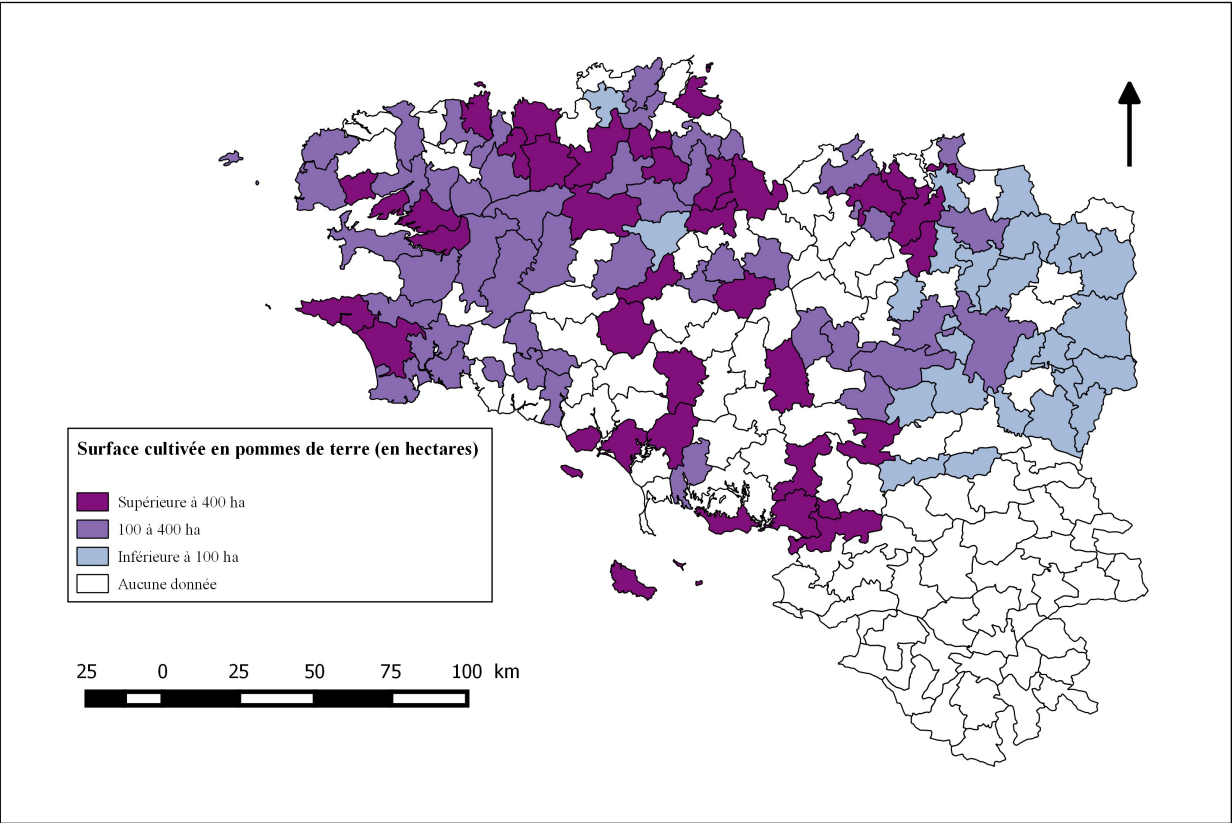 Surface cultivée en pommes de terre (en hectares)
Supérieure à 400 ha
100 à 400 ha
Inférieure à 100 ha
Aucune donnée
25 0 25 50 75 100 km